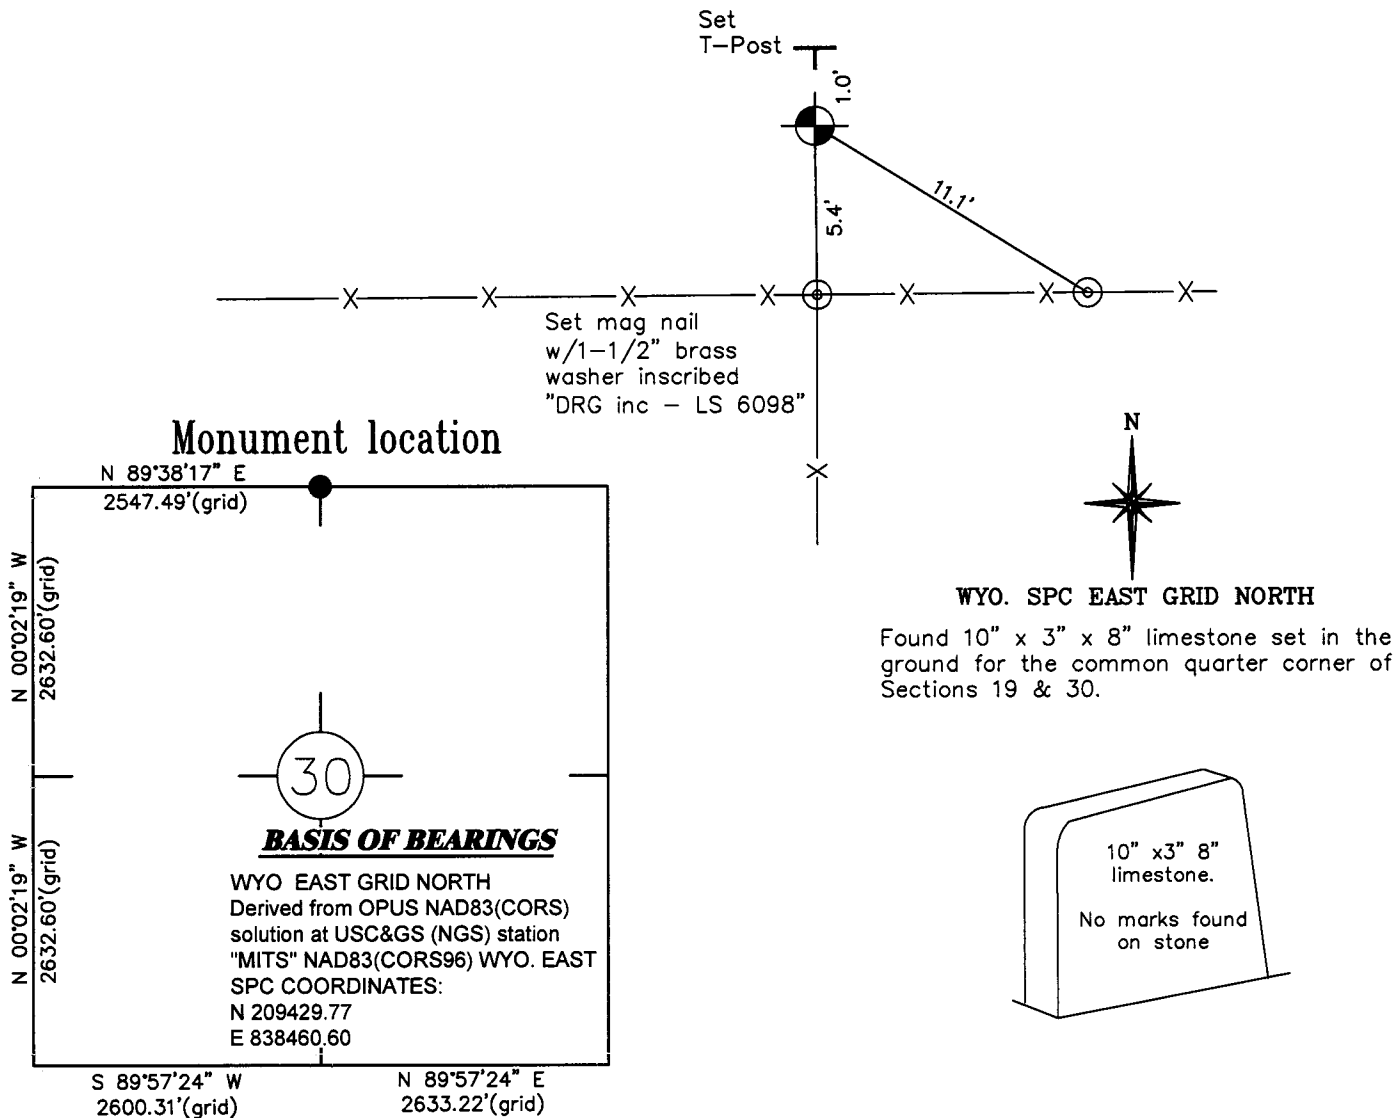 Set
T-Post
1.0'
5.4'
11.1'
Set mag nail
w/1-1/2" brass
washer inscribed
"DRG inc - LS 6098"
Monument location
N 89°38'17" E
2547.49'(grid)
N 00°02'19" W
2632.60'(grid)
N 00°02'19" W
2632.60'(grid)
30
BASIS OF BEARINGS
WYO EAST GRID NORTH
Derived from OPUS NAD83(CORS)
solution at USC&GS (NGS) station
"MITS" NAD83(CORS96) WYO. EAST
SPC COORDINATES:
N 209429.77
E 838460.60
S 89°57'24" W
2600.31'(grid)
N 89°57'24" E
2633.22'(grid)
N
WYO. SPC EAST GRID NORTH
Found 10" x 3" x 8" limestone set in the
ground for the common quarter corner of
Sections 19 & 30.
10" x3" 8"
limestone.
No marks found
on stone